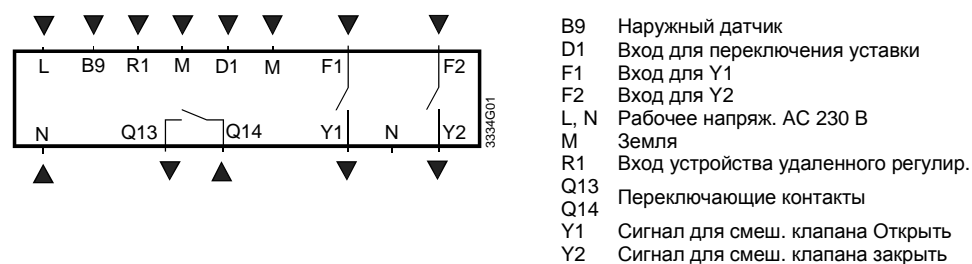 L B9 R1 M D1 M F1 F2
N Q13 Q14 Y1 N Y2
3334G01
B9 Наружный датчик
D1 Вход для переключения уставки
F1 Вход для Y1
F2 Вход для Y2
L, N Рабочее напряж. AC 230 В
M Земля
R1 Вход устройства удаленного регулир.
Q13
Q14 Переключающие контакты
Y1 Сигнал для смеш. клапана Открыть
Y2 Сигнал для смеш. клапана закрыть